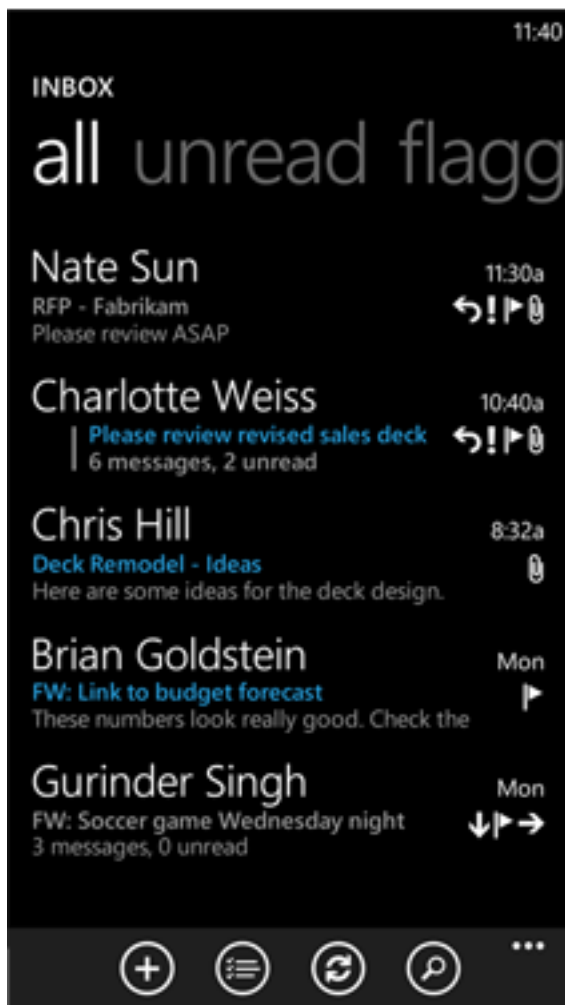 11:40
INBOX
all unread flagg
Nate Sun 11:30a
RFP - Fabrikam
Please review ASAP
Charlotte Weiss 10:40a
Please review revised sales deck
6 messages, 2 unread
Chris Hill 8:32a
Deck Remodel - Ideas
Here are some ideas for the deck design.
Brian Goldstein Mon
FW: Link to budget forecast
These numbers look really good. Check the
Gurinder Singh Mon
FW: Soccer game Wednesday night
3 messages, 0 unread